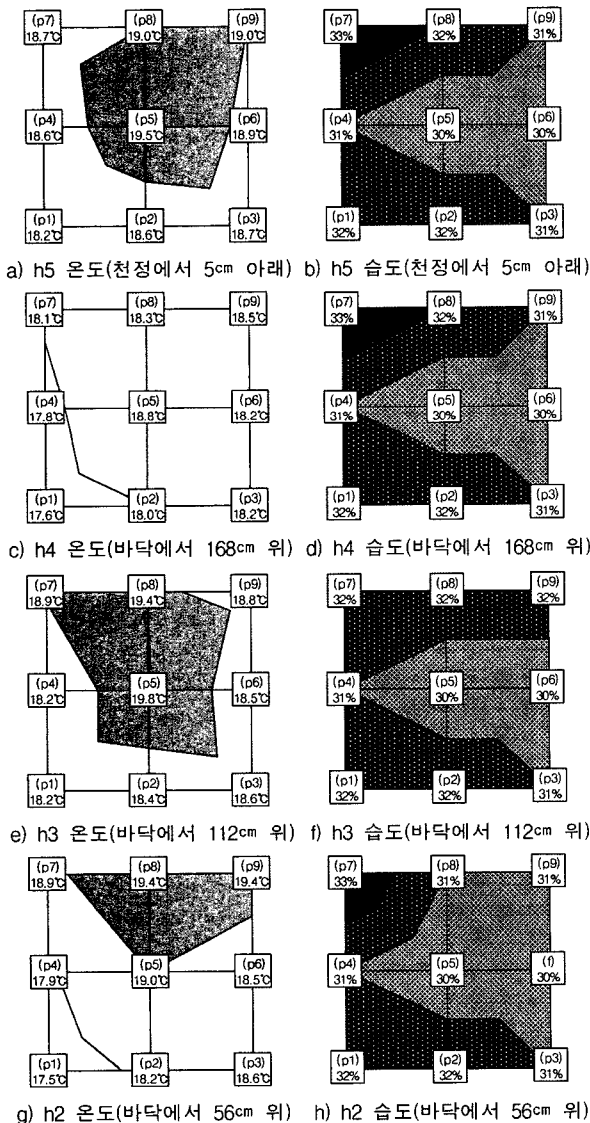 (p7) (p8) (p9) (p7) (p8) (p9)
18.7℃ 19.0℃ 19.0℃ 33% 32% 31%
(p4) (p5) (p6) (p4) (p5) (p6)
18.6℃ 19.5℃ 18.9℃ 31% 30% 30%
(p1) (p2) (p3) (p1) (p2) (p3)
18.2℃ 18.6℃ 18.7℃ 32% 32% 31%
a) h5 온도(천정에서 5cm 아래) b) h5 습도(천정에서 5cm 아래)
(p7) (p8) (p9) (p7) (p8) (p9)
18.1℃ 18.3℃ 18.5℃ 33% 32% 31%
(p4) (p5) (p6) (p4) (p5) (p6)
17.8℃ 18.8℃ 18.2℃ 31% 30% 30%
(p1) (p2) (p3) (p1) (p2) (p3)
17.6℃ 18.0℃ 18.2℃ 32% 32% 31%
c) h4 온도(바닥에서 168cm 위) d) h4 습도(바닥에서 168cm 위)
(p7) (p8) (p9) (p7) (p8) (p9)
18.9℃ 19.4℃ 18.8℃ 32% 32% 32%
(p4) (p5) (p6) (p4) (p5) (p6)
18.2℃ 19.8℃ 18.5℃ 31% 30% 30%
(p1) (p2) (p3) (p1) (p2) (p3)
18.2℃ 18.4℃ 18.6℃ 32% 32% 31%
e) h3 온도(바닥에서 112cm 위) f) h3 습도(바닥에서 112cm 위)
(p7) (p8) (p9) (p7) (p8) (p9)
18.9℃ 19.4℃ 19.4℃ 33% 31% 31%
(p4) (p5) (p6) (p4) (p5) (f)
17.9℃ 19.0℃ 18.5℃ 31% 30% 30%
(p1) (p2) (p3) (p1) (p2) (p3)
17.5℃ 18.2℃ 18.6℃ 32% 32% 31%
g) h2 온도(바닥에서 56cm 위) h) h2 습도(바닥에서 56cm 위)